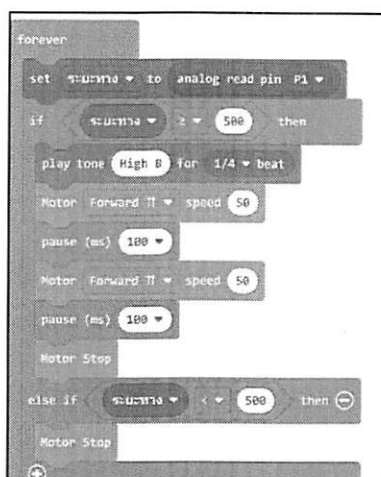 forever
set ระยะทาง to analog read pin P1
if ระยะทาง ≥ 500 then
play tone High B for 1/4 beat
Motor Forward ⇈ speed 50
pause (ms) 100
Motor Forward ⇈ speed 50
pause (ms) 100
Motor Stop
else if ระยะทาง < 500 then
Motor Stop